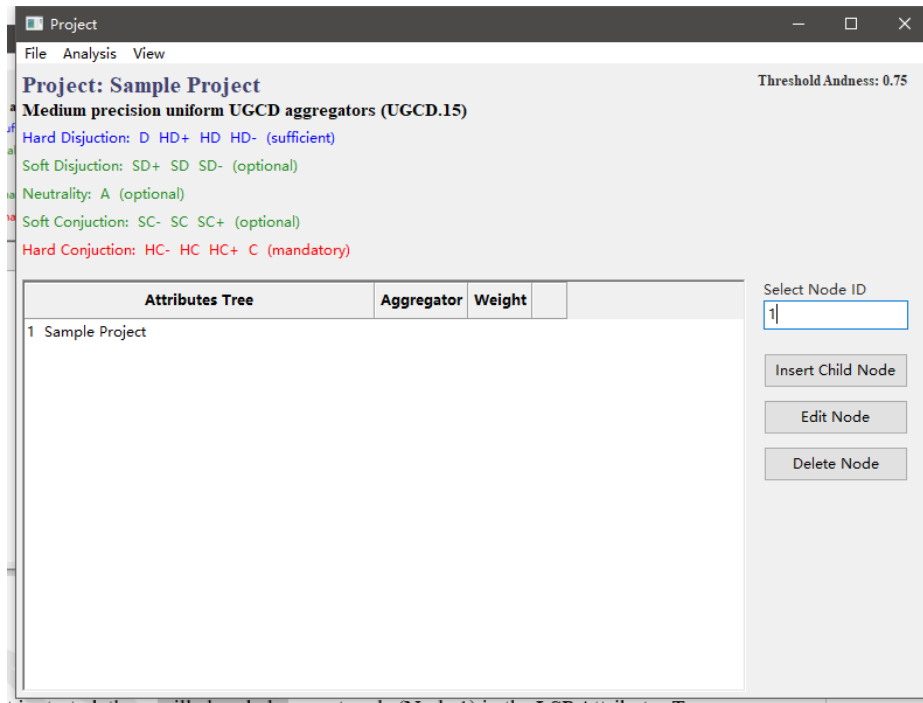 Project
File Analysis View
Project: Sample Project
Threshold Andness: 0.75
Medium precision uniform UGCD aggregators (UGCD.15)
Hard Disjuction: D HD+ HD HD- (sufficient)
Soft Disjuction: SD+ SD SD- (optional)
Neutrality: A (optional)
Soft Conjuction: SC- SC SC+ (optional)
Hard Conjuction: HC- HC HC+ C (mandatory)
Attributes Tree Aggregator Weight
1 Sample Project
Select Node ID
1
Insert Child Node
Edit Node
Delete Node